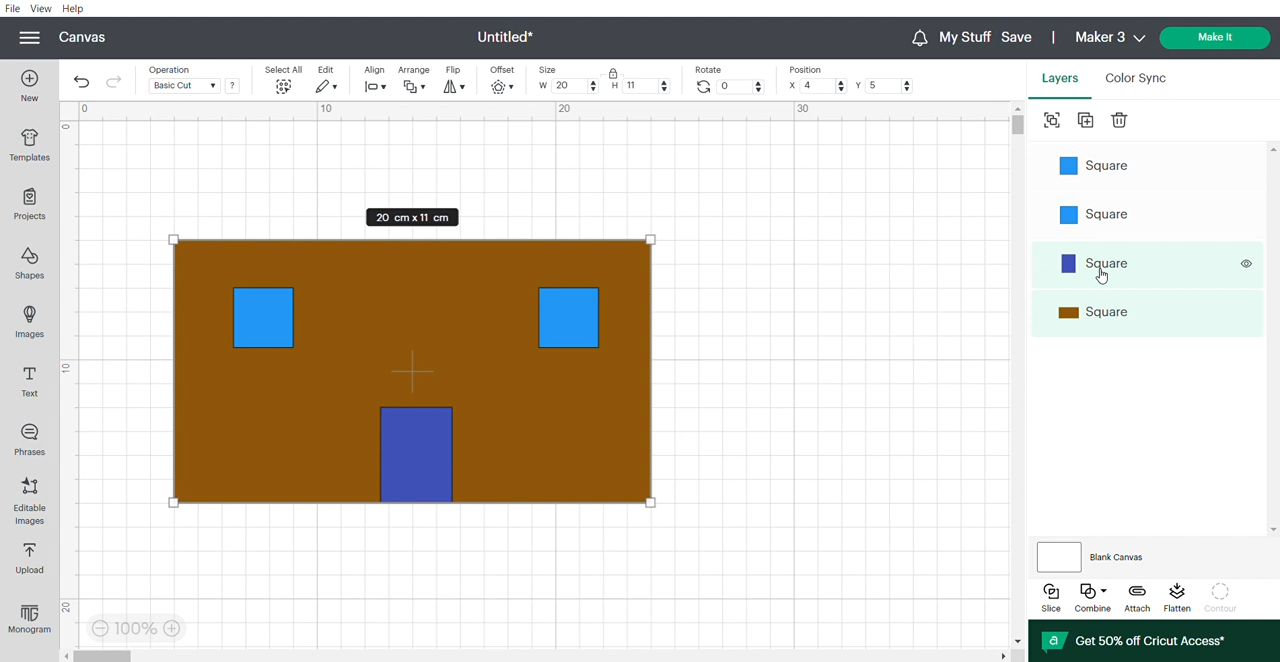 File View Help
Canvas Untitled* My Stuff Save | Maker 3 Make It
Operation Select All Edit Align Arrange Flip Offset Size Rotate Position
Basic Cut ? W 20 H 11 0 X 4 Y 5
Layers Color Sync
0 10 20 30
0
10
20
New
Templates
Projects
Shapes
Images
Text
Phrases
Editable
Images
Upload
Monogram
20 cm x 11 cm
100%
Square
Square
Square
Square
Blank Canvas
Slice Combine Attach Flatten Contour
a Get 50% off Cricut Access*